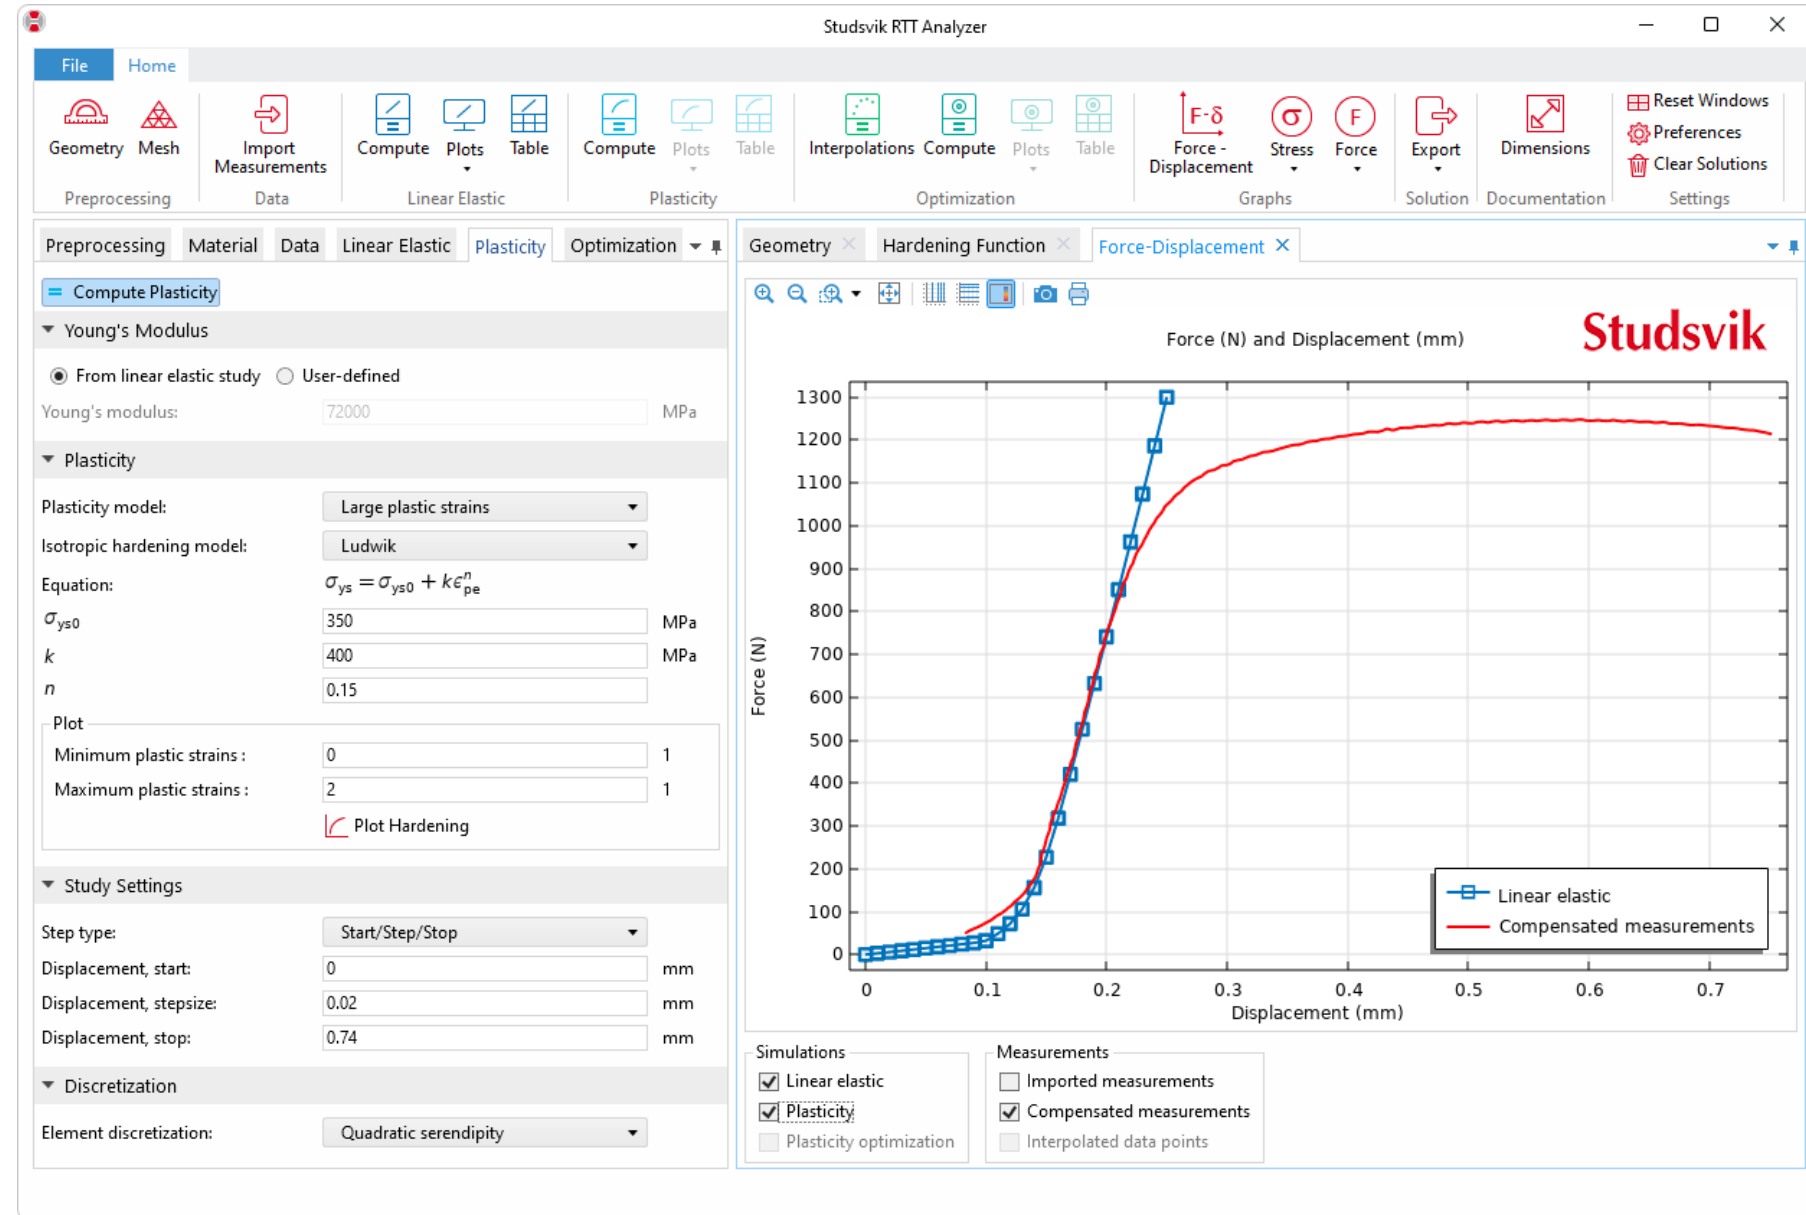 Studsvik RTT Analyzer
File Home
Geometry Mesh Import Measurements Compute Plots Table Compute Plots Table Interpolations Compute Plots Table F-δ Force - Displacement σ Stress F Force Export Dimensions
Reset Windows
Preferences
Clear Solutions
Preprocessing Data Linear Elastic Plasticity Optimization Graphs Solution Documentation Settings
Preprocessing Material Data Linear Elastic Plasticity Optimization
Compute Plasticity
Young's Modulus
From linear elastic study User-defined
Young's modulus: 72000 MPa
Plasticity
Plasticity model: Large plastic strains
Isotropic hardening model: Ludwik
Equation: σys = σys0 + kϵⁿpe
σys0 350 MPa
k 400 MPa
n 0.15
Plot
Minimum plastic strains : 0 1
Maximum plastic strains : 2 1
Plot Hardening
Study Settings
Step type: Start/Step/Stop
Displacement, start: 0 mm
Displacement, stepsize: 0.02 mm
Displacement, stop: 0.74 mm
Discretization
Element discretization: Quadratic serendipity
Geometry Hardening Function Force-Displacement
Studsvik
Force (N) and Displacement (mm)
1300
1200
1100
1000
900
800
700
600
500
400
300
200
100
0
Force (N)
Linear elastic
Compensated measurements
0 0.1 0.2 0.3 0.4 0.5 0.6 0.7
Displacement (mm)
Simulations
Linear elastic
Plasticity
Plasticity optimization
Measurements
Imported measurements
Compensated measurements
Interpolated data points